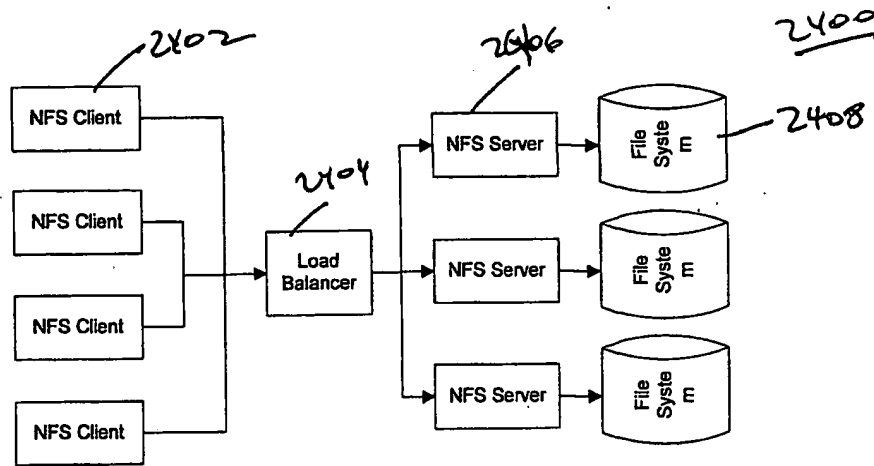 2400
2402
2406
2408
NFS Client
NFS Server
File
Syste
m
2404
NFS Client
Load
Balancer
NFS Server
File
Syste
m
NFS Client
NFS Server
File
Syste
m
NFS Client